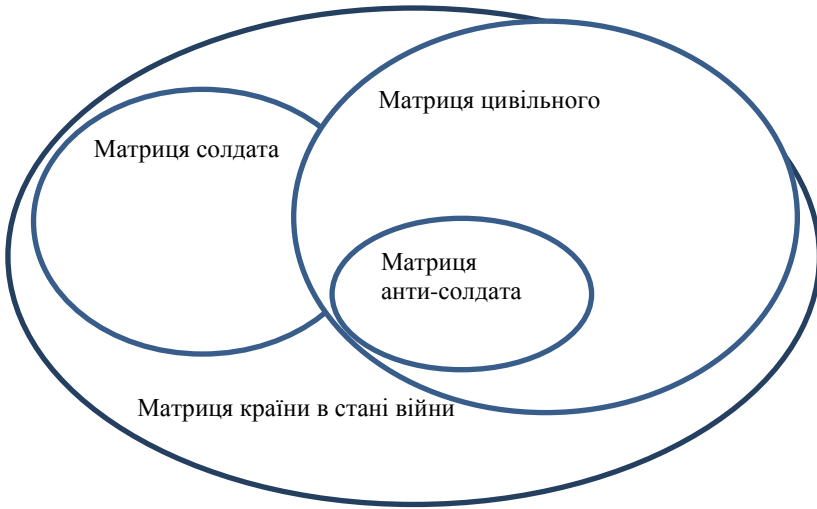 Матриця цивільного
Матриця солдата
Матриця
анти-солдата
Матриця країни в стані війни